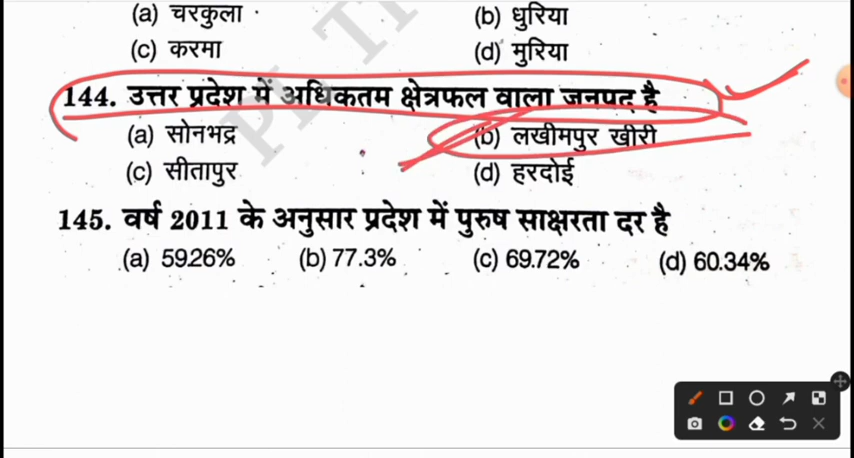 (a) चरकुला (b) धुरिया
(c) करमा (d) मुरिया
144. उत्तर प्रदेश में अधिकतम क्षेत्रफल वाला जनपद है
(a) सोनभद्र (b) लखीमपुर खीरी
(c) सीतापुर (d) हरदोई
145. वर्ष 2011 के अनुसार प्रदेश में पुरुष साक्षरता दर है
(a) 59.26% (b) 77.3% (c) 69.72% (d) 60.34%